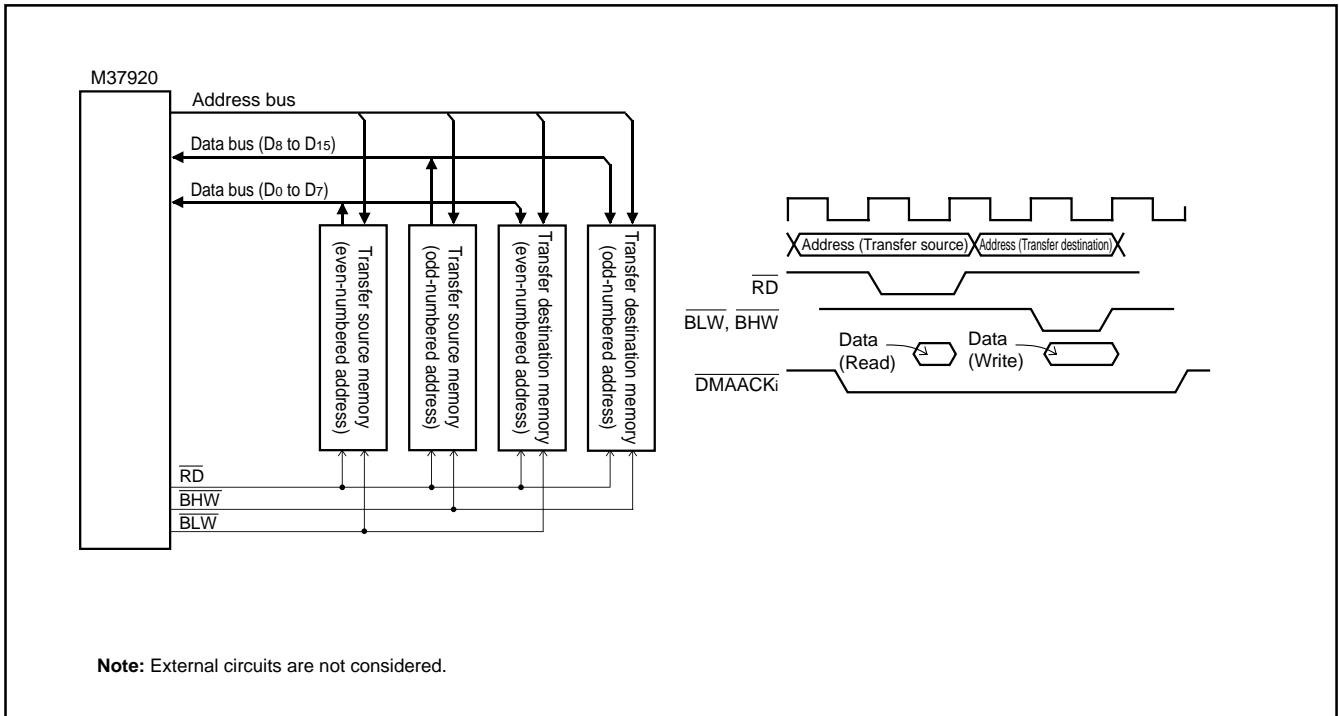 M37920
Address bus
Data bus (D8 to D15)
Data bus (D0 to D7)
Transfer source memory
(even-numbered address)
Transfer source memory
(odd-numbered address)
Transfer destination memory
(even-numbered address)
Transfer destination memory
(odd-numbered address)
RD
BHW
BLW
Address (Transfer source)
Address (Transfer destination)
RD
BLW, BHW
Data
(Read)
Data
(Write)
DMAACKi
Note: External circuits are not considered.